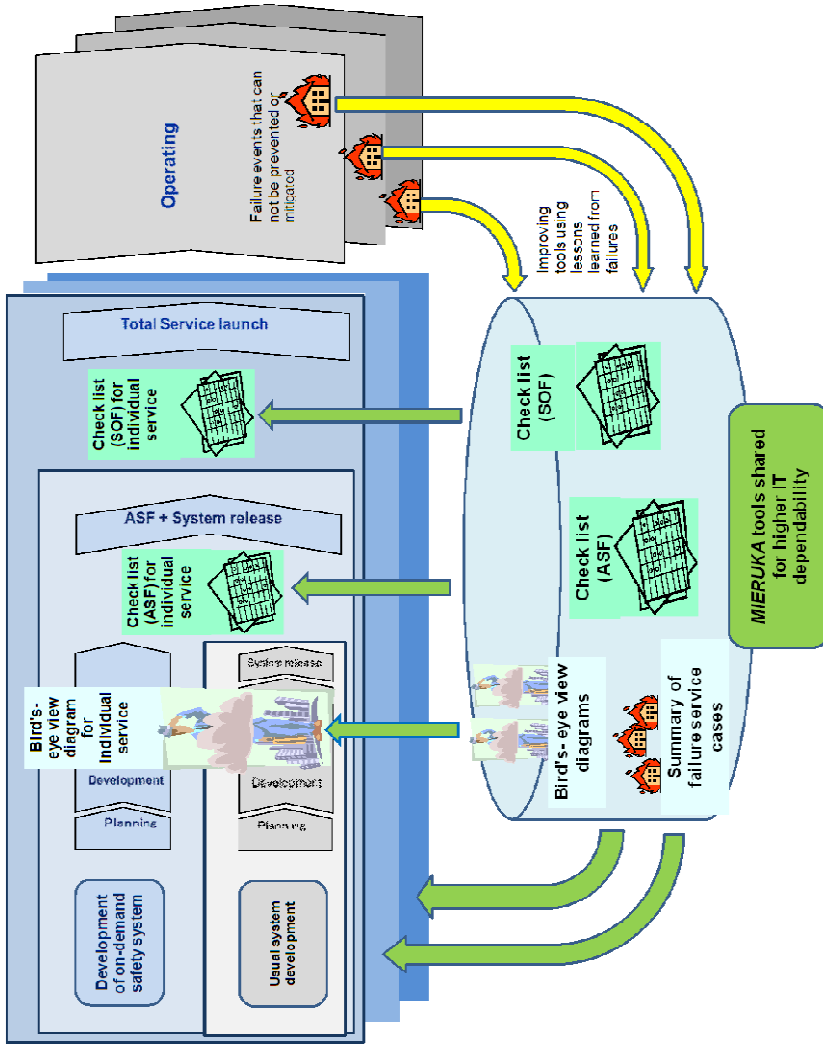 Development
of on-demand
safety system
Planning
Development
Usual system
development
Planning
Development
System release
Bird's-
eye view
diagram
for
Individual
service
Check list
(ASF) for
individual
service
ASF + System release
Check list
(SOF) for
individual
service
Total Service launch
Operating
Failure events that can
not be prevented or
mitigated
Improving
tools using
lessons
learned from
failures
Bird's- eye view
diagrams
Summary of
failure service
cases
Check list
(ASF)
Check list
(SOF)
MIERUKA tools shared
for higher IT
dependability